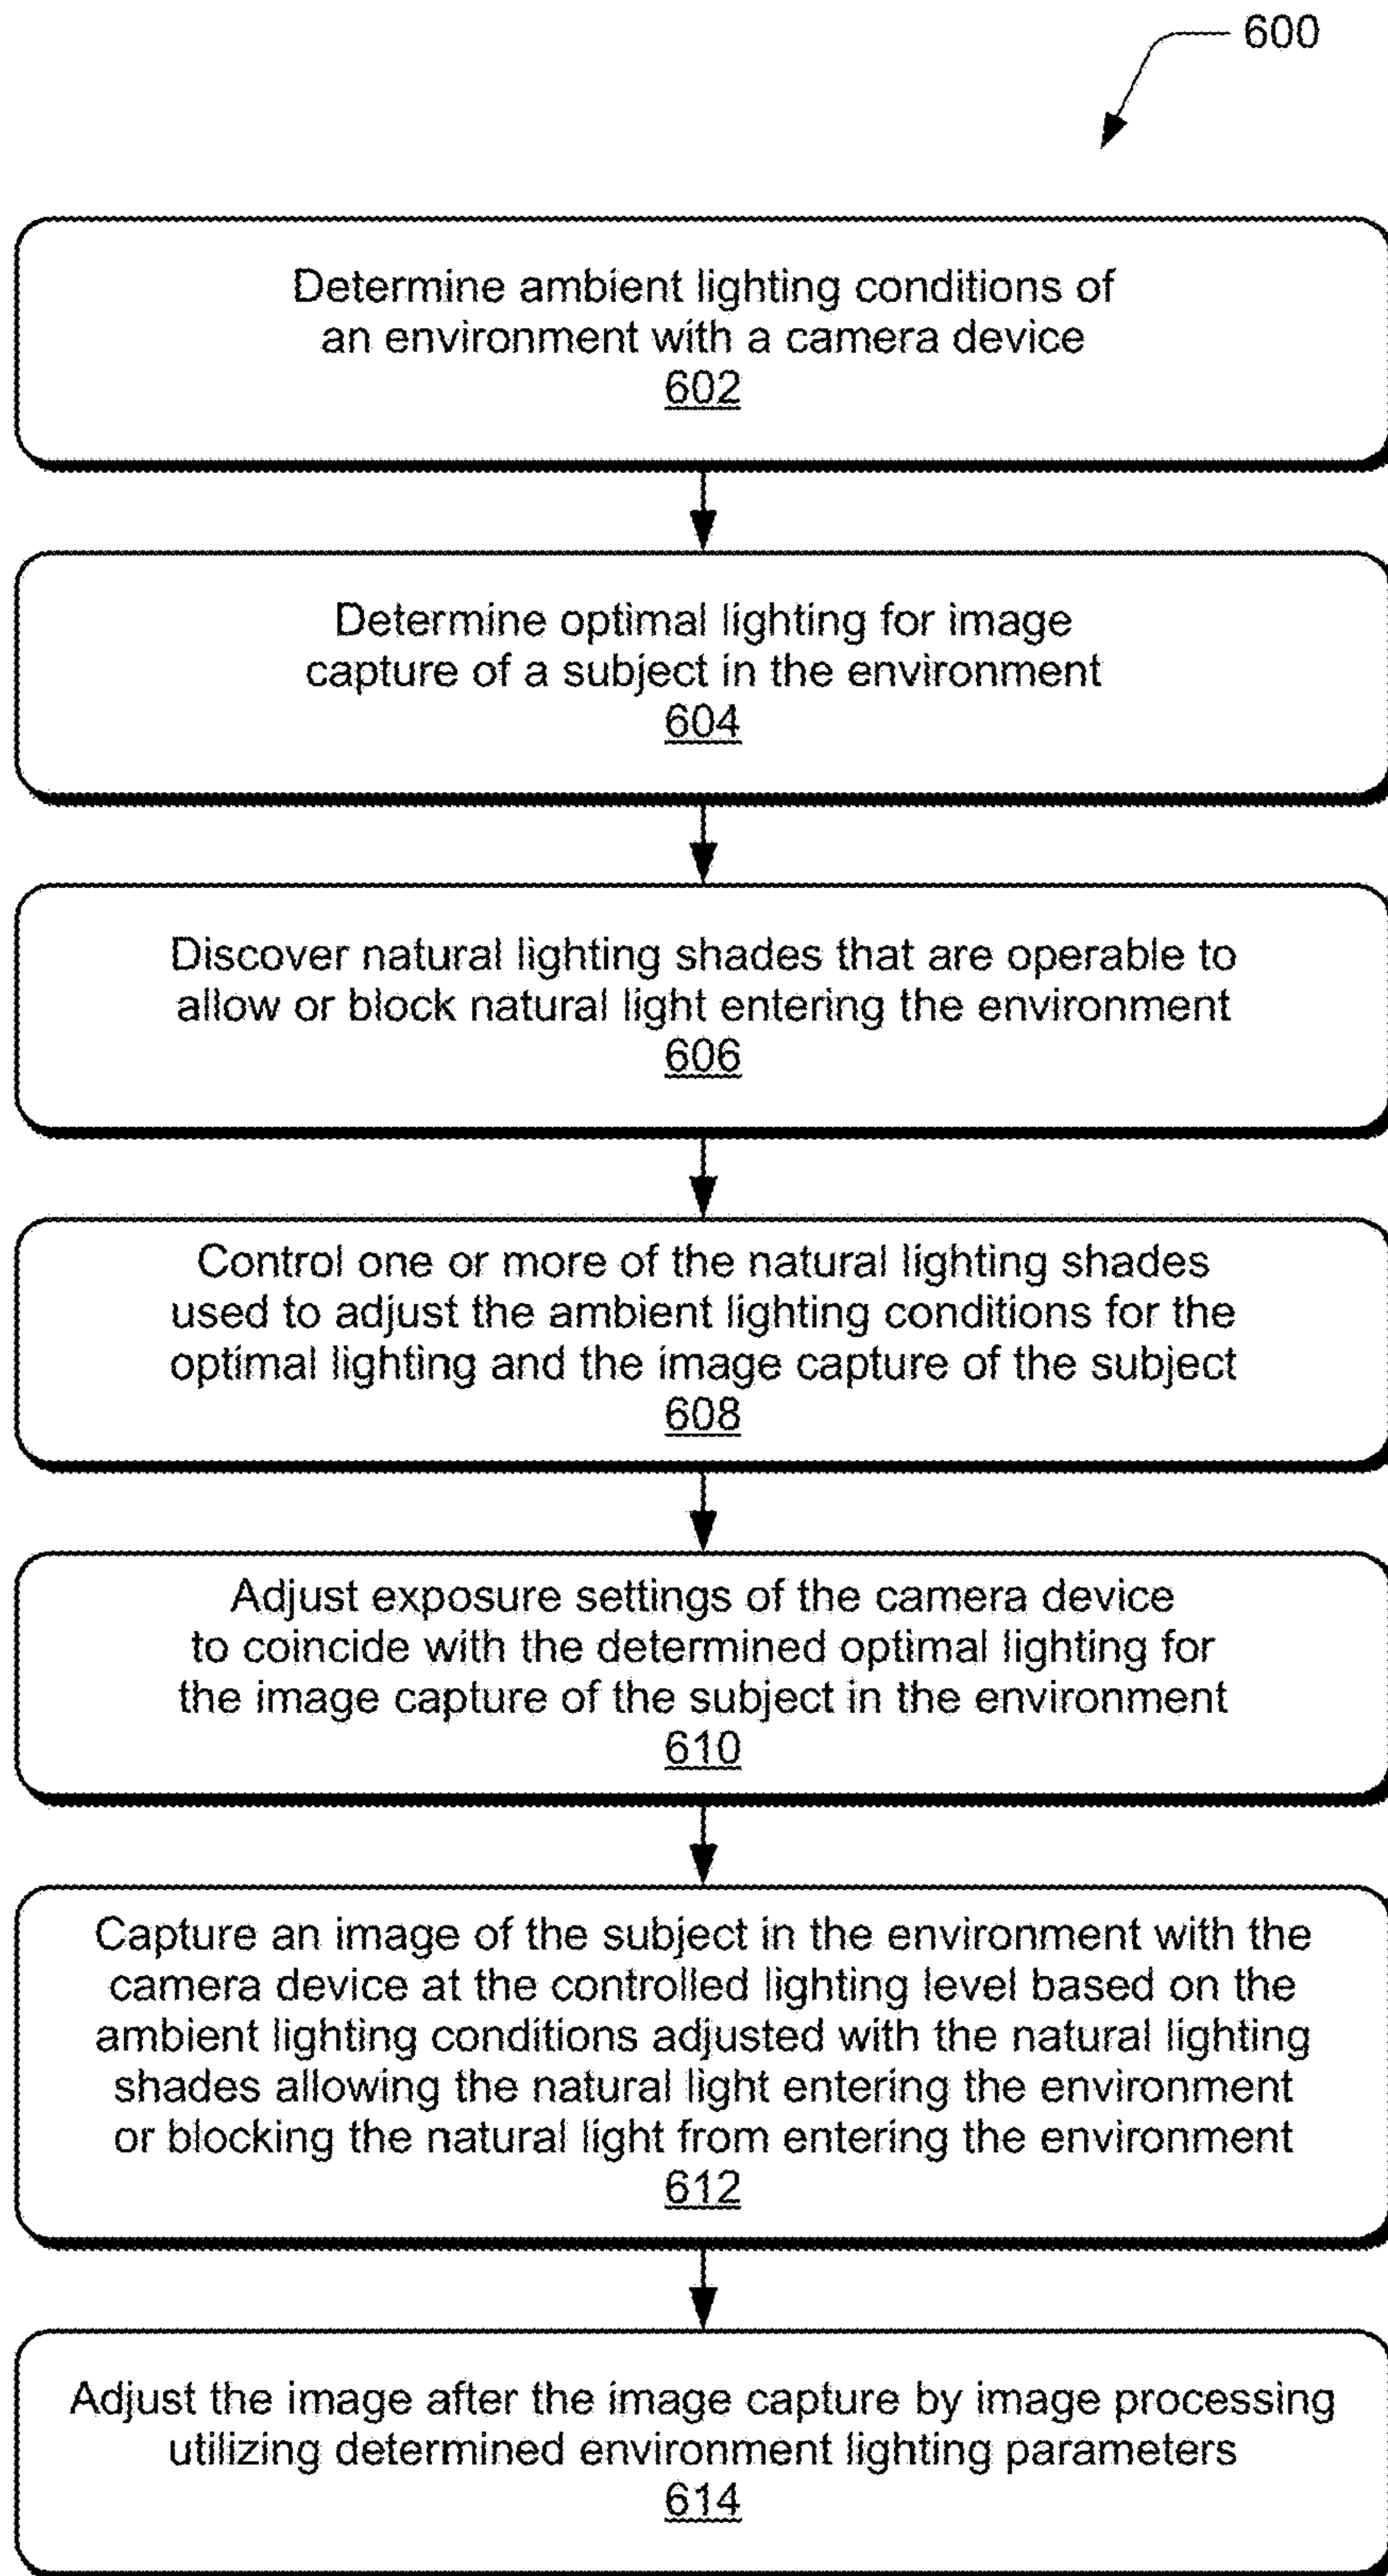 600
Determine ambient lighting conditions of
an environment with a camera device
602
Determine optimal lighting for image
capture of a subject in the environment
604
Discover natural lighting shades that are operable to
allow or block natural light entering the environment
606
Control one or more of the natural lighting shades
used to adjust the ambient lighting conditions for the
optimal lighting and the image capture of the subject
608
Adjust exposure settings of the camera device
to coincide with the determined optimal lighting for
the image capture of the subject in the environment
610
Capture an image of the subject in the environment with the
camera device at the controlled lighting level based on the
ambient lighting conditions adjusted with the natural lighting
shades allowing the natural light entering the environment
or blocking the natural light from entering the environment
612
Adjust the image after the image capture by image processing
utilizing determined environment lighting parameters
614